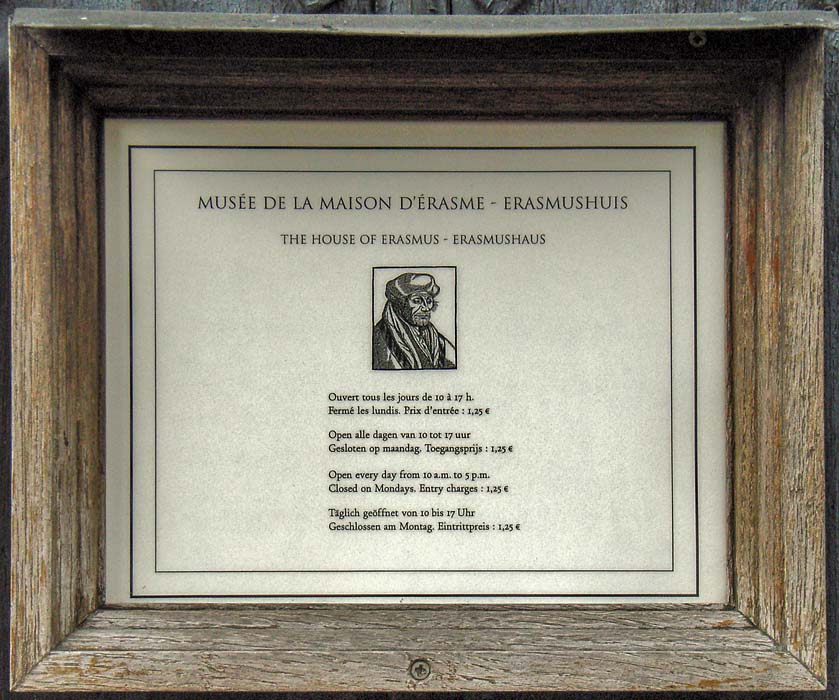 MUSÉE DE LA MAISON D'ÉRASME - ERASMUSHUIS
THE HOUSE OF ERASMUS - ERASMUSHAUS
Ouvert tous les jours de 10 à 17 h.
Fermé les lundis. Prix d'entrée : 1,25 €
Open alle dagen van 10 tot 17 uur
Gesloten op maandag. Toegangsprijs : 1,25 €
Open every day from 10 a.m. to 5 p.m.
Closed on Mondays. Entry charges : 1,25 €
Täglich geöffnet von 10 bis 17 Uhr
Geschlossen am Montag. Eintrittpreis : 1,25 €